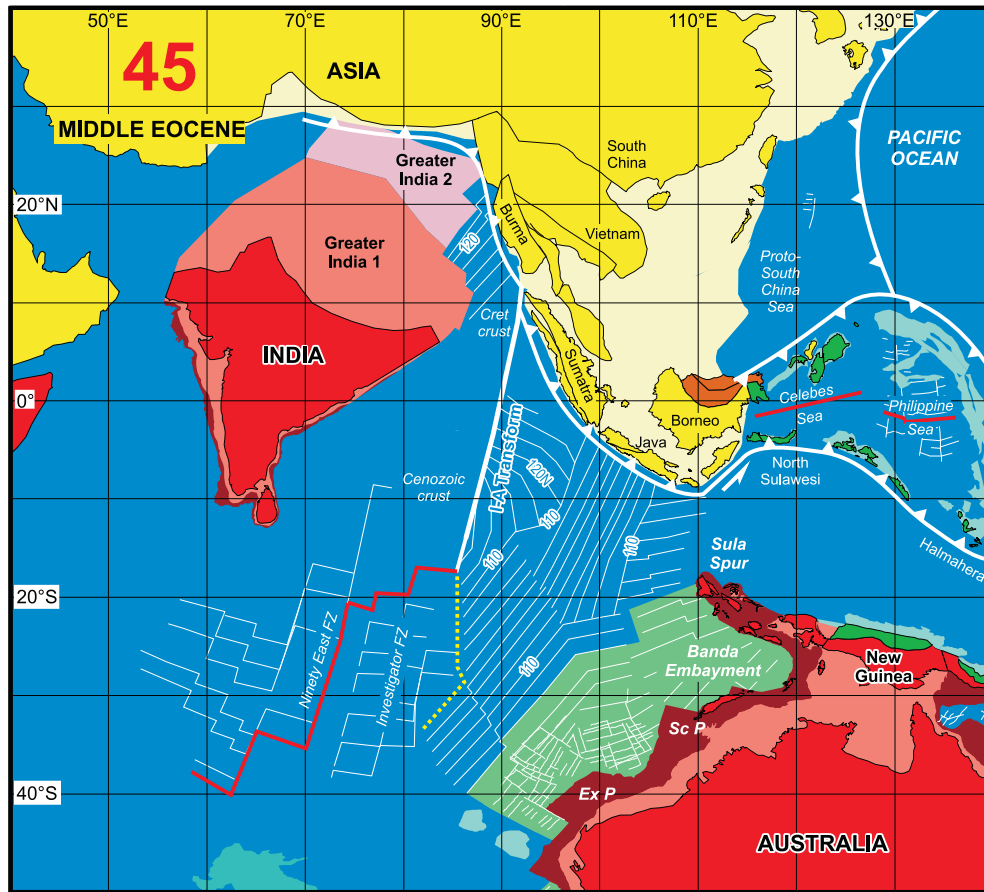 50°E
70°E
90°E
110°E
130°E
45
MIDDLE EOCENE
ASIA
PACIFIC
OCEAN
South
China
Greater
India 2
20°N
Burma
Vietnam
120
Greater
India 1
Proto-
South
China
Sea
Cret
crust
INDIA
Sumatra
0°
Celebes
Sea
Philippine
Sea
Borneo
Java
I-A Transform
Cenozoic
crust
120N
North
Sulawesi
110
110
110
Halmahera
Sula
Spur
20°S
Ninety East FZ
Investigator FZ
110
Banda
Embayment
New
Guinea
Sc P
40°S
Ex P
AUSTRALIA